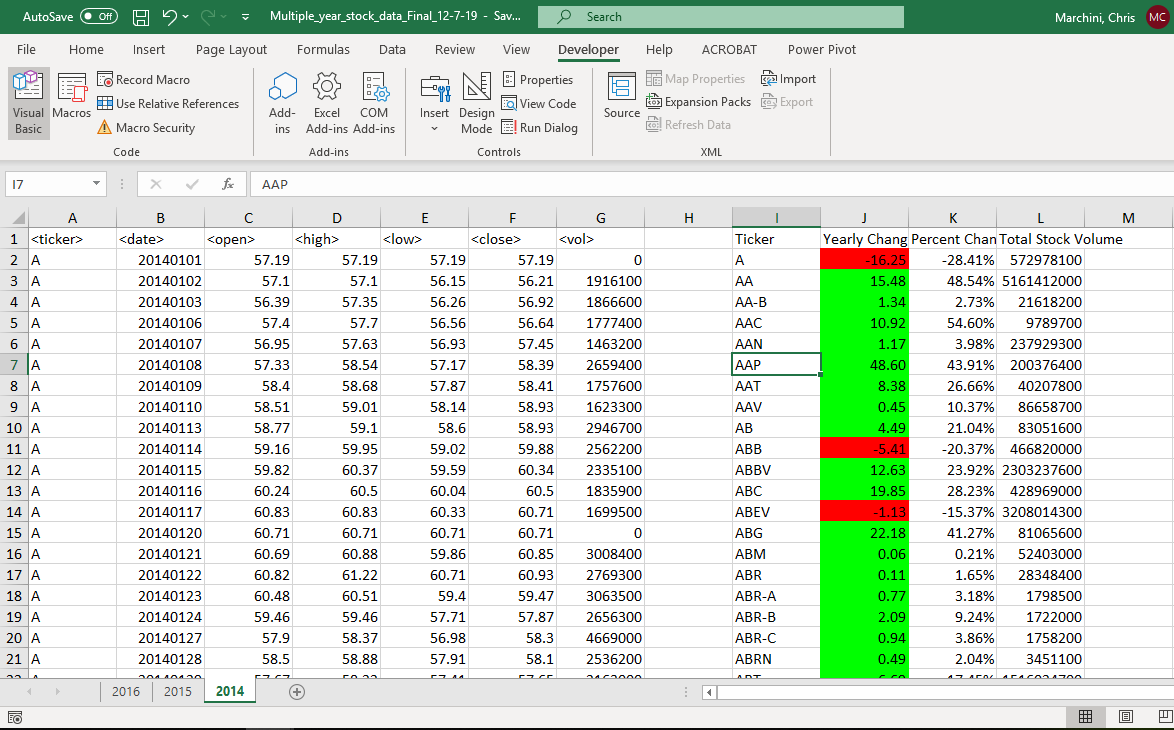 AutoSave Off Multiple_year_stock_data_Final_12-7-19 - Sav... Search Marchini, Chris MC
File Home Insert Page Layout Formulas Data Review View Developer Help ACROBAT Power Pivot
Visual Basic
Macros
Record Macro
Use Relative References
Macro Security
Code
Add-ins
Excel Add-ins
COM Add-ins
Add-ins
Insert
Design Mode
Properties
View Code
Run Dialog
Controls
Source
Map Properties
Expansion Packs
Refresh Data
Import
Export
XML
I7 fx AAP
A B C D E F G H I J K L M
1 <ticker> <date> <open> <high> <low> <close> <vol> Ticker Yearly Chang Percent Chan Total Stock Volume
2 A 20140101 57.19 57.19 57.19 57.19 0 A -16.25 -28.41% 572978100
3 A 20140102 57.1 57.1 56.15 56.21 1916100 AA 15.48 48.54% 5161412000
4 A 20140103 56.39 57.35 56.26 56.92 1866600 AA-B 1.34 2.73% 21618200
5 A 20140106 57.4 57.7 56.56 56.64 1777400 AAC 10.92 54.60% 9789700
6 A 20140107 56.95 57.63 56.93 57.45 1463200 AAN 1.17 3.98% 237929300
7 A 20140108 57.33 58.54 57.17 58.39 2659400 AAP 48.60 43.91% 200376400
8 A 20140109 58.4 58.68 57.87 58.41 1757600 AAT 8.38 26.66% 40207800
9 A 20140110 58.51 59.01 58.14 58.93 1623300 AAV 0.45 10.37% 86658700
10 A 20140113 58.77 59.1 58.6 58.93 2946700 AB 4.49 21.04% 83051600
11 A 20140114 59.16 59.95 59.02 59.88 2562200 ABB -5.41 -20.37% 466820000
12 A 20140115 59.82 60.37 59.59 60.34 2335100 ABBV 12.63 23.92% 2303237600
13 A 20140116 60.24 60.5 60.04 60.5 1835900 ABC 19.85 28.23% 428969000
14 A 20140117 60.83 60.83 60.33 60.71 1699500 ABEV -1.13 -15.37% 3208014300
15 A 20140120 60.71 60.71 60.71 60.71 0 ABG 22.18 41.27% 81065600
16 A 20140121 60.69 60.88 59.86 60.85 3008400 ABM 0.06 0.21% 52403000
17 A 20140122 60.82 61.22 60.71 60.93 2769300 ABR 0.11 1.65% 28348400
18 A 20140123 60.48 60.51 59.4 59.47 3063500 ABR-A 0.77 3.18% 1798500
19 A 20140124 59.46 59.46 57.71 57.87 2656300 ABR-B 2.09 9.24% 1722000
20 A 20140127 57.9 58.37 56.98 58.3 4669000 ABR-C 0.94 3.86% 1758200
21 A 20140128 58.5 58.88 57.91 58.1 2536200 ABRN 0.49 2.04% 3451100
2016 2015 2014